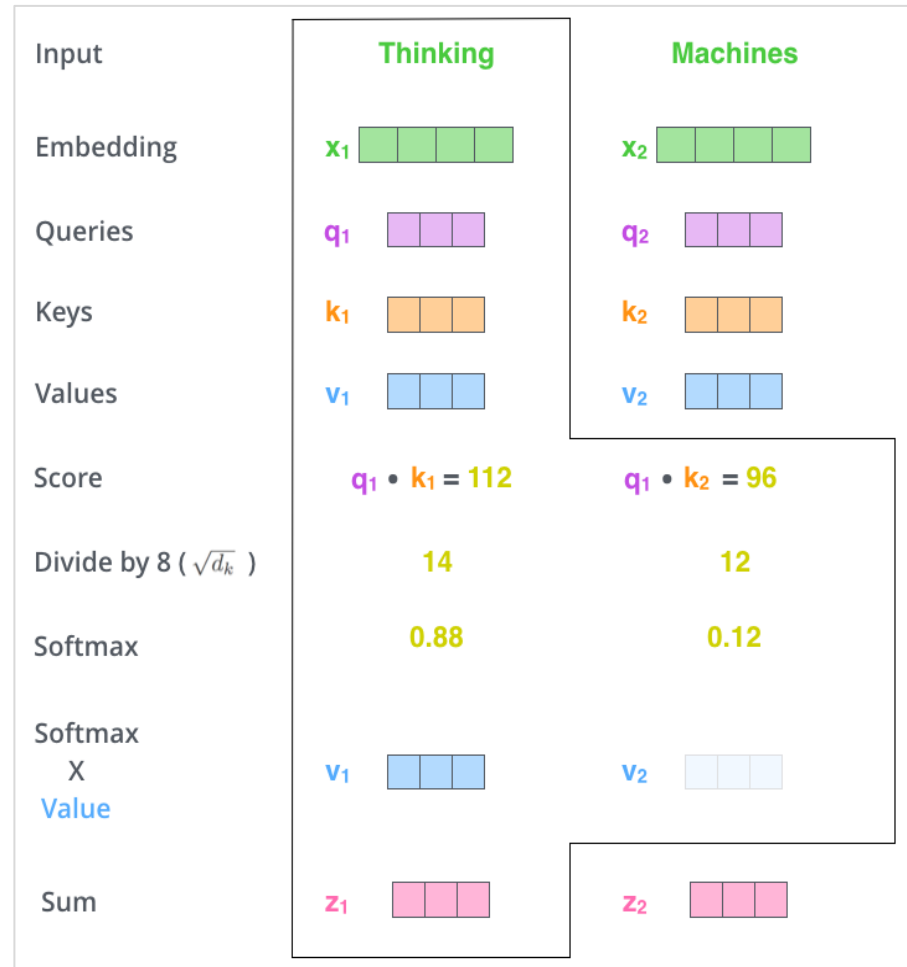 Input Thinking Machines
Embedding x₁ x₂
Queries q₁ q₂
Keys k₁ k₂
Values v₁ v₂
Score q₁ • k₁ = 112 q₁ • k₂ = 96
Divide by 8 ( √dₖ ) 14 12
Softmax 0.88 0.12
Softmax
X
Value v₁ v₂
Sum z₁ z₂